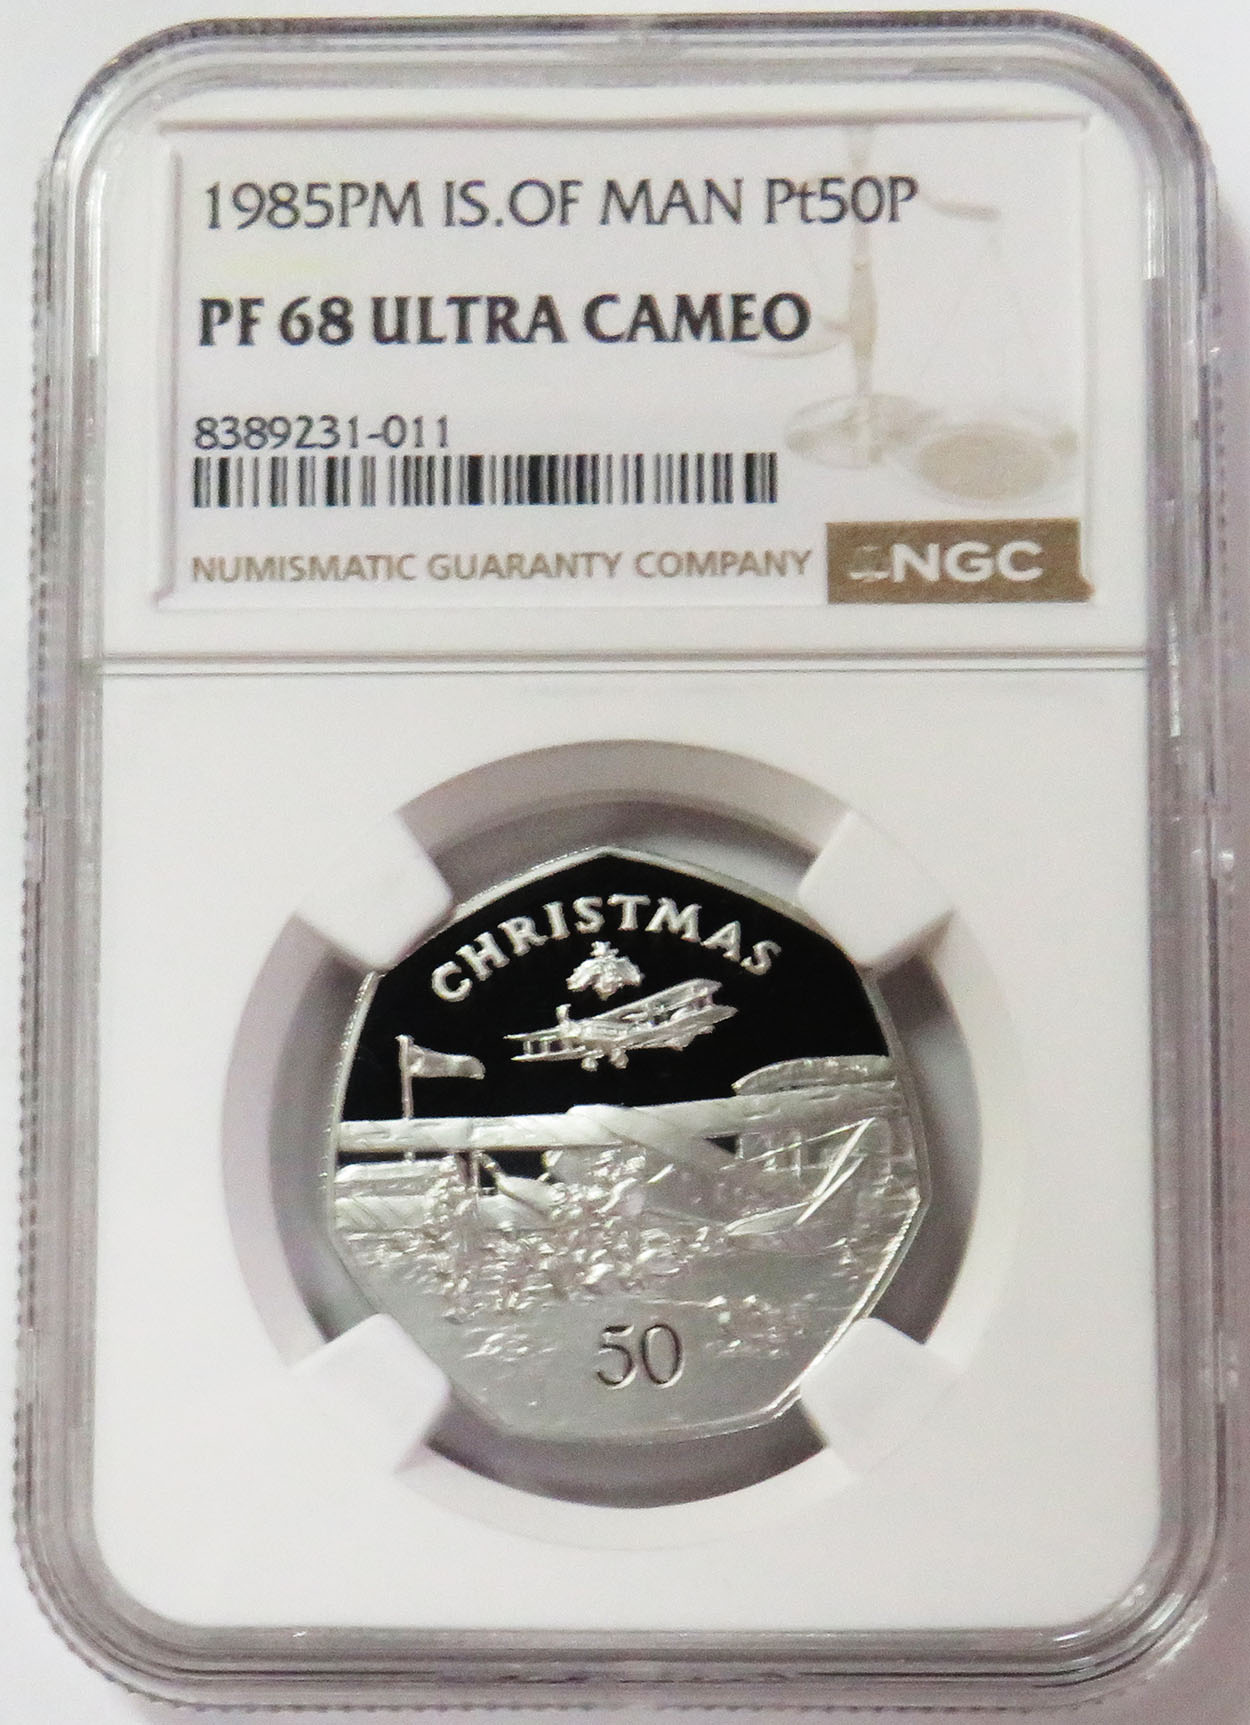 1985PM IS.OF MAN Pt50P
PF 68 ULTRA CAMEO
8389231-011
NUMISMATIC GUARANTY COMPANY NGC
CHRISTMAS
50